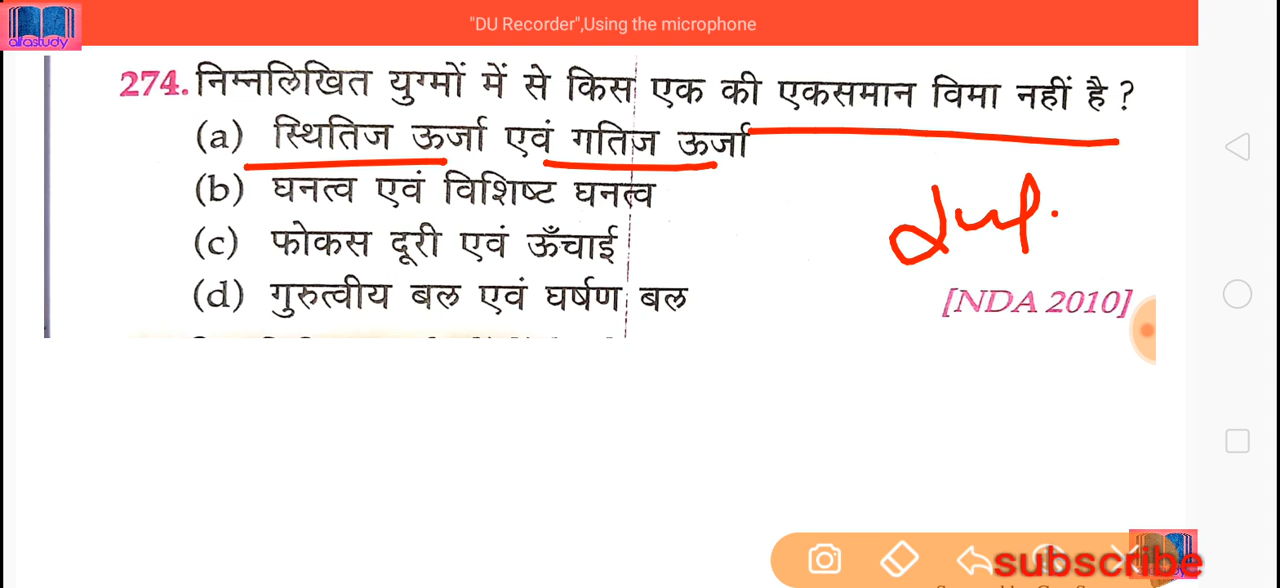 "DU Recorder",Using the microphone
alfastudy
274. निम्नलिखित युग्मों में से किस एक की एकसमान विमा नहीं है ?
(a) स्थितिज ऊर्जा एवं गतिज ऊर्जा
(b) घनत्व एवं विशिष्ट घनत्व
(c) फोकस दूरी एवं ऊँचाई
(d) गुरुत्वीय बल एवं घर्षण बल
[NDA 2010]
subscribe